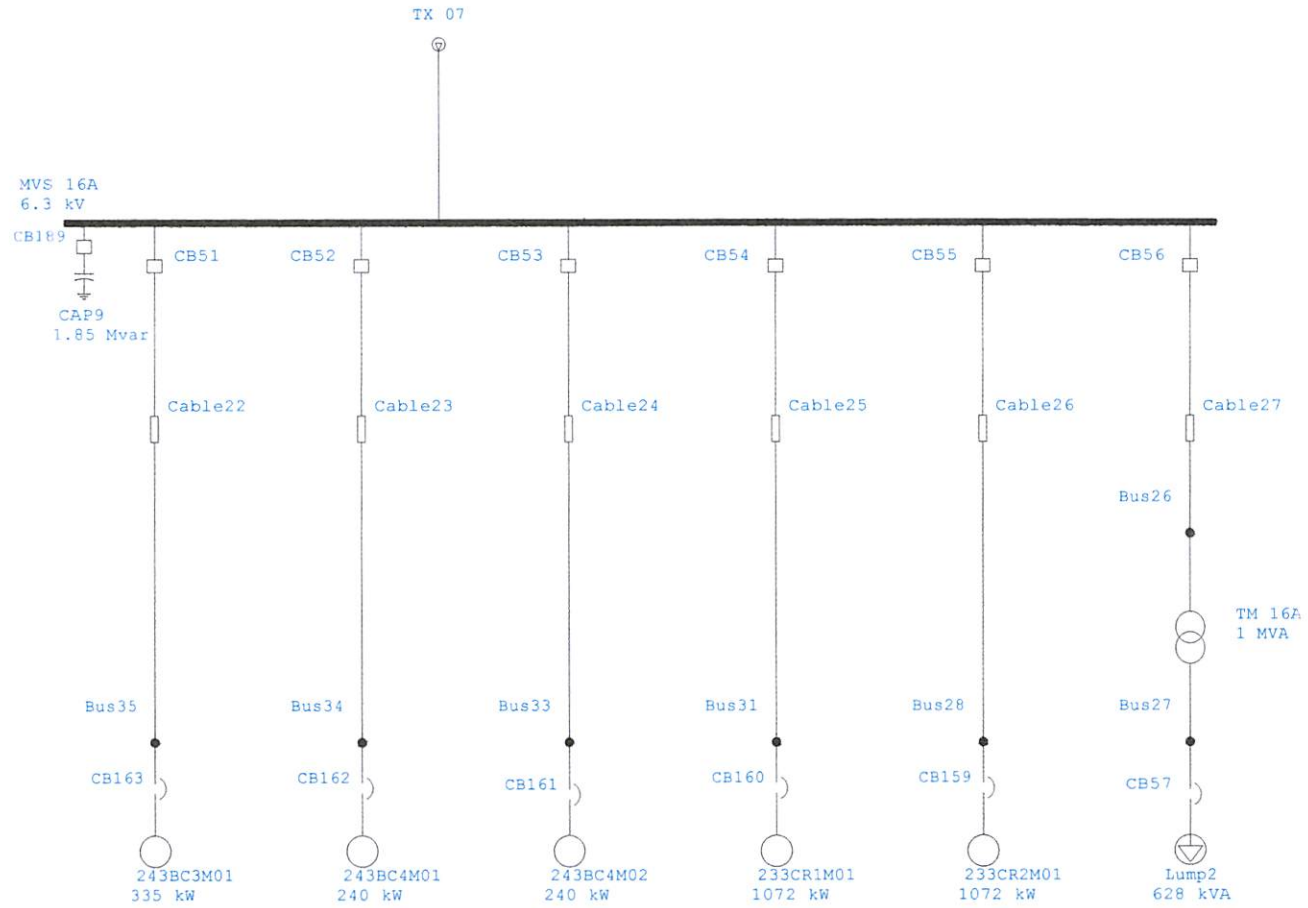 TX 07
MVS 16A
6.3 kV
CB189
CB51
CB52
CB53
CB54
CB55
CB56
CAP9
1.85 Mvar
Cable22
Cable23
Cable24
Cable25
Cable26
Cable27
Bus26
TM 16A
1 MVA
Bus35
Bus34
Bus33
Bus31
Bus28
Bus27
CB163
CB162
CB161
CB160
CB159
CB57
243BC3M01
335 kW
243BC4M01
240 kW
243BC4M02
240 kW
233CR1M01
1072 kW
233CR2M01
1072 kW
Lump2
628 kVA